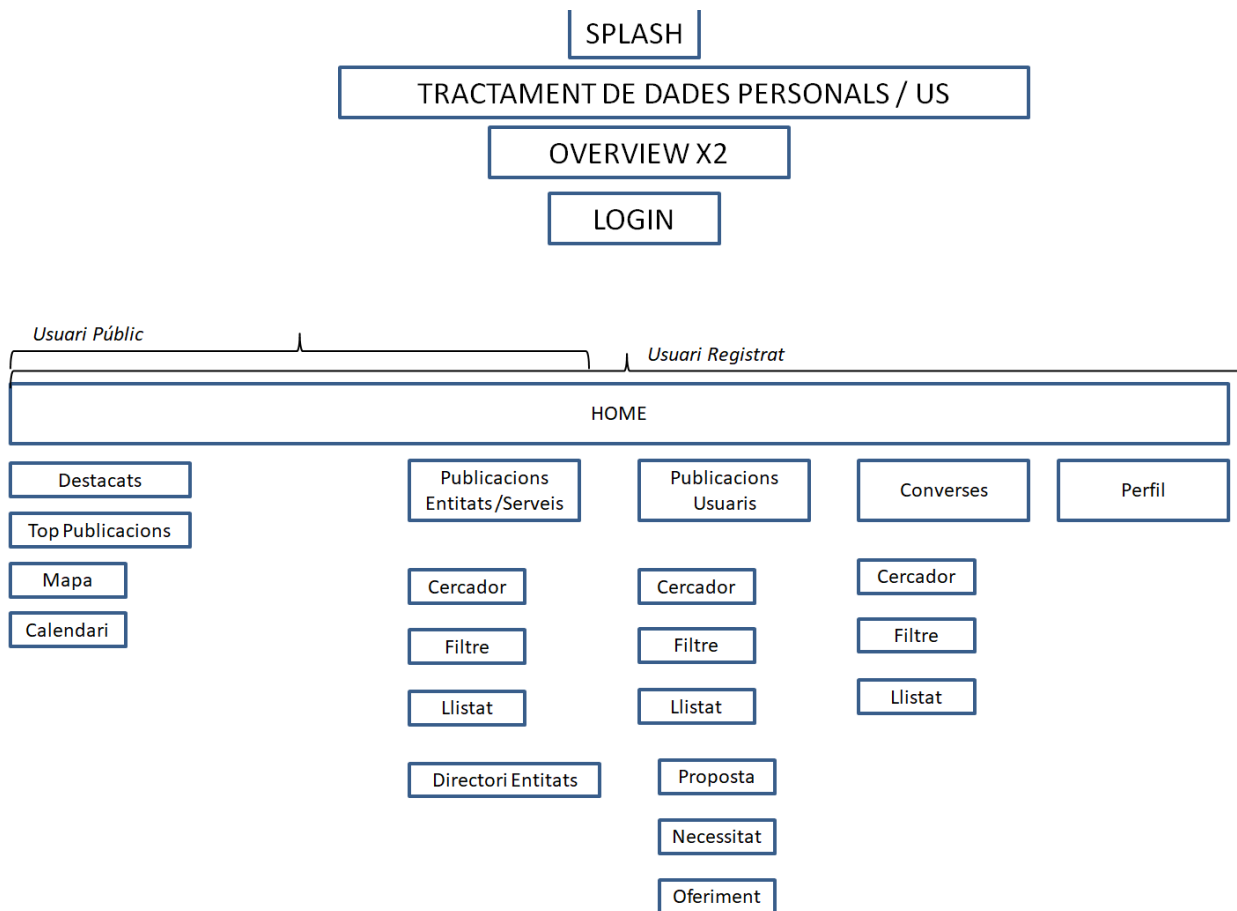 SPLASH
TRACTAMENT DE DADES PERSONALS / US
OVERVIEW X2
LOGIN
Usuari Públic
Usuari Registrat
HOME
Destacats
Top Publicacions
Mapa
Calendari
Publicacions
Entitats/Serveis
Cercador
Filtre
Llistat
Directori Entitats
Publicacions
Usuaris
Cercador
Filtre
Llistat
Proposta
Necessitat
Oferiment
Converses
Cercador
Filtre
Llistat
Perfil